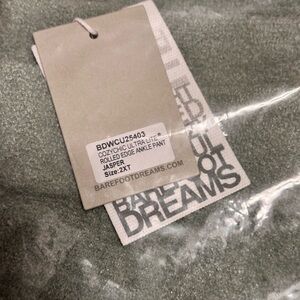 BDWCU25403
COZYCHIC ULTRA LITE®
ROLLED EDGE ANKLE PANT
JASPER
Size:2XT
BAREFOOTDREAMS.COM
DREAMS